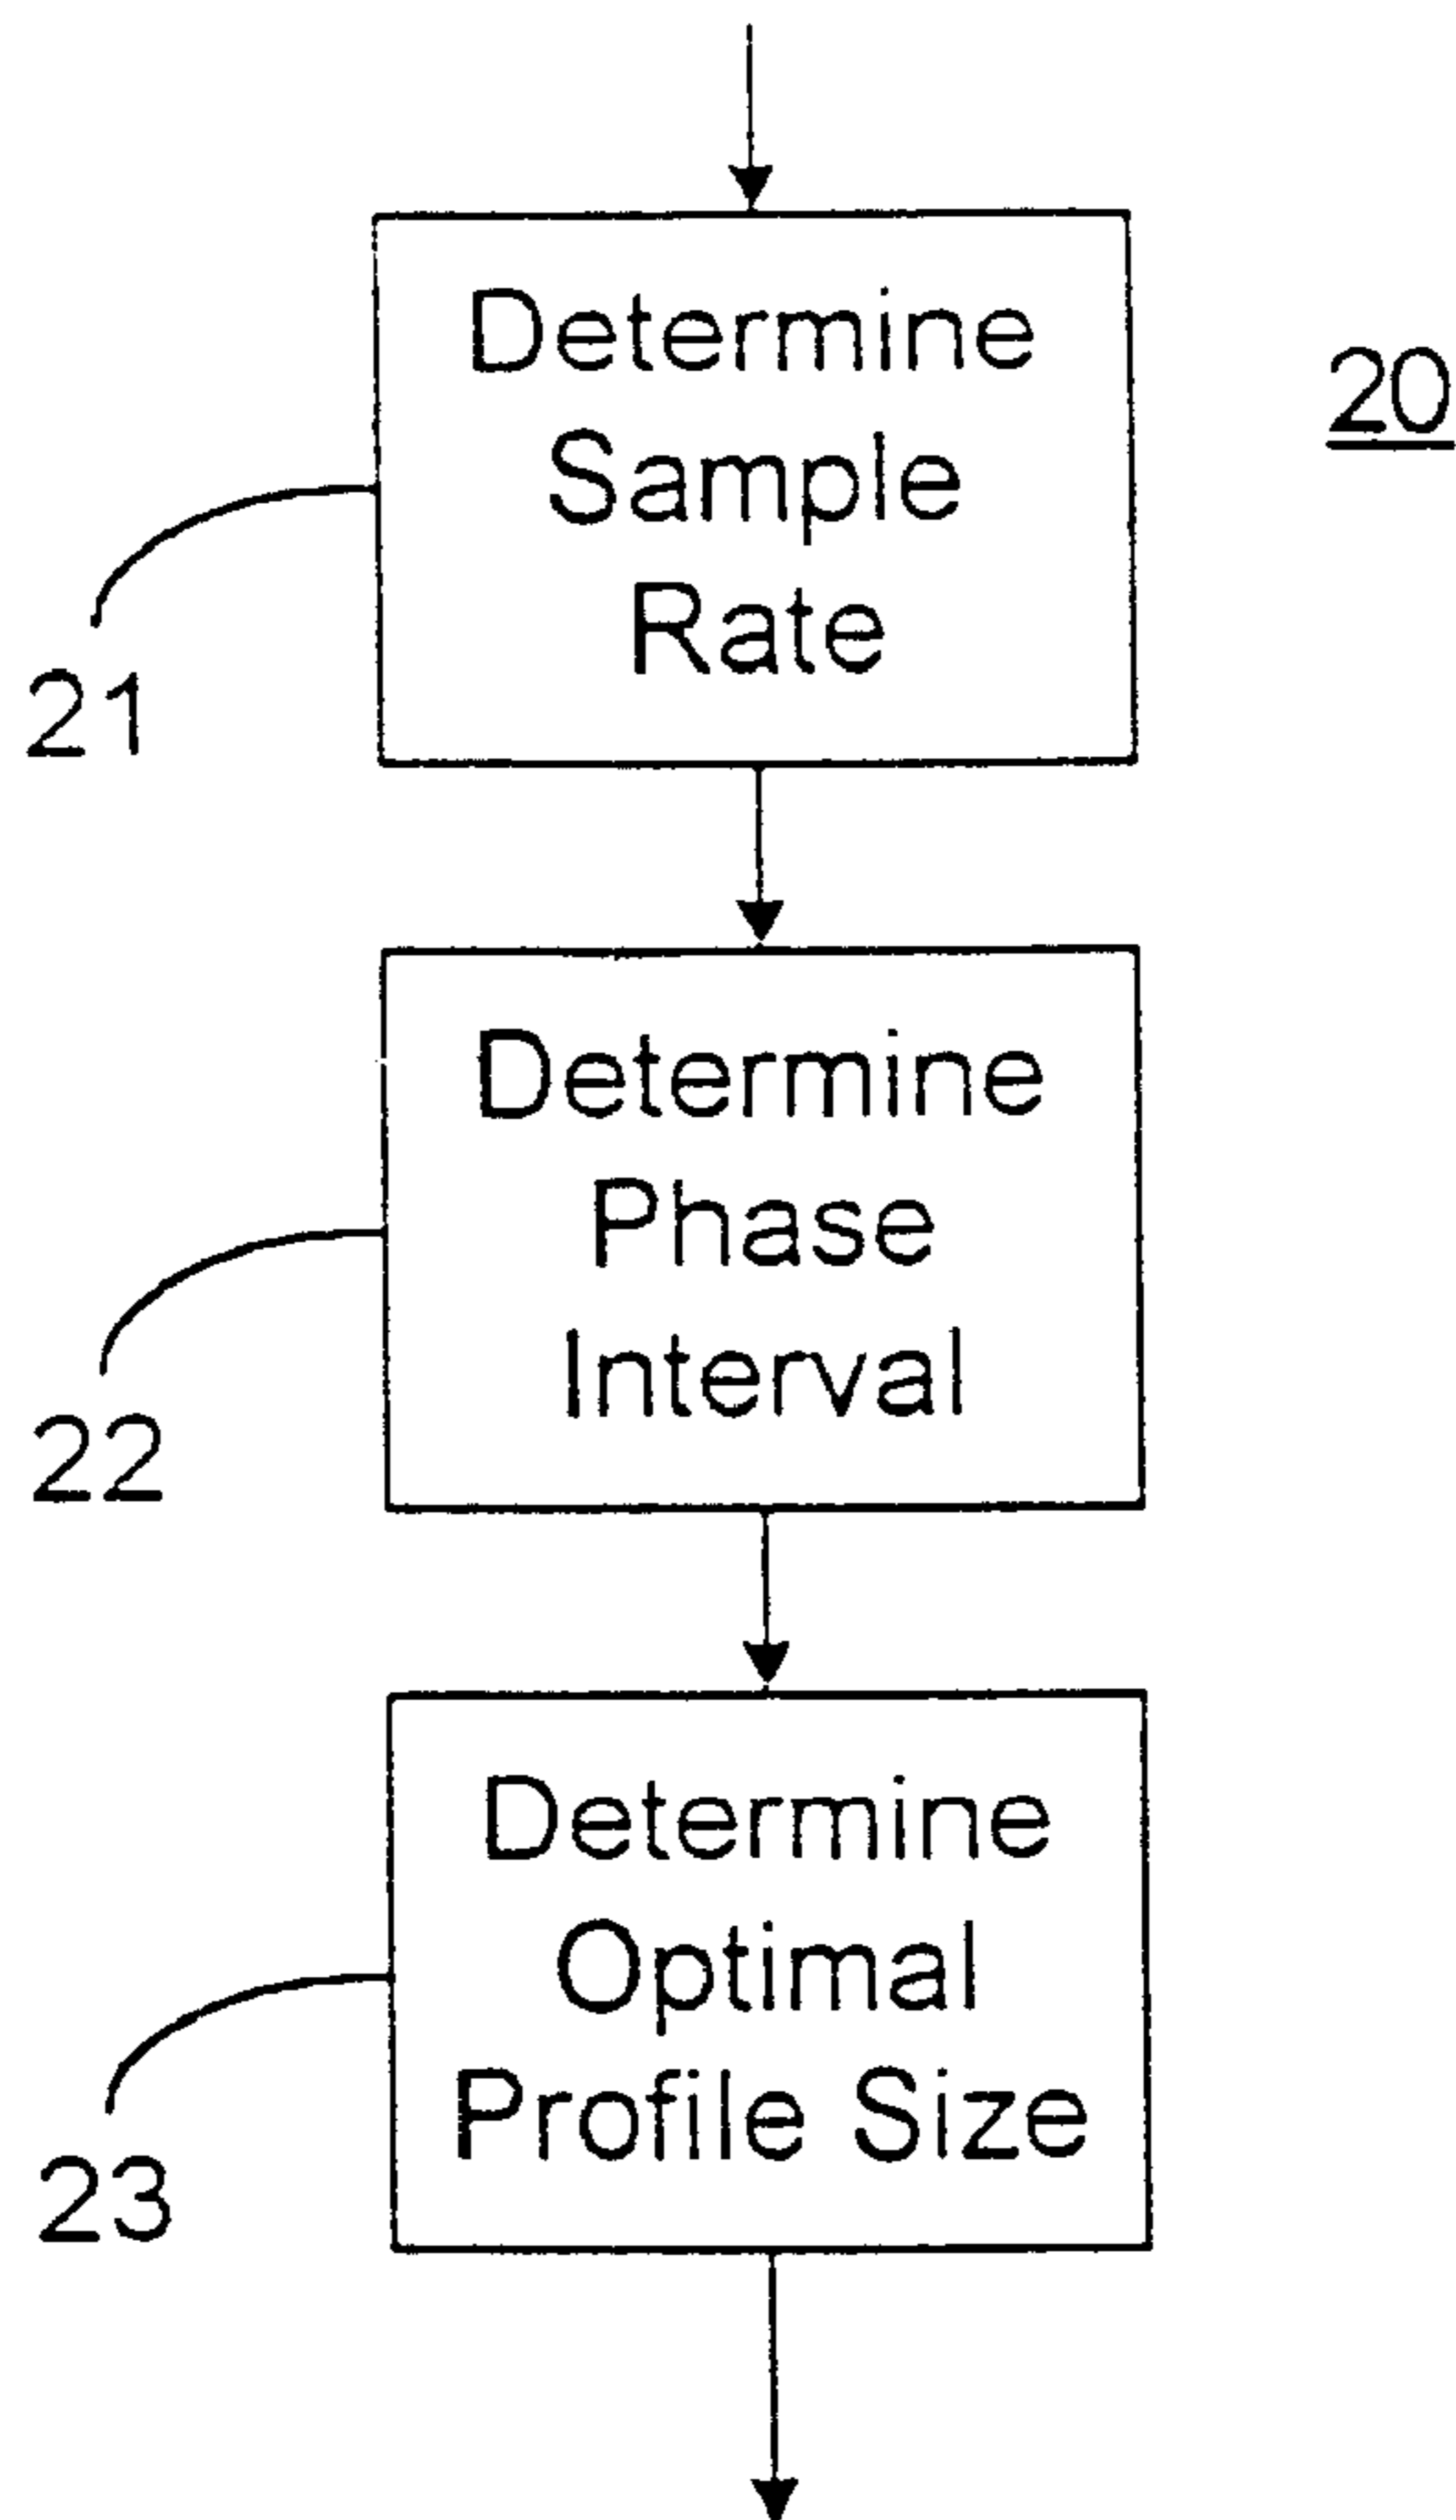 Determine
Sample
Rate
20
21
Determine
Phase
Interval
22
Determine
Optimal
Profile Size
23